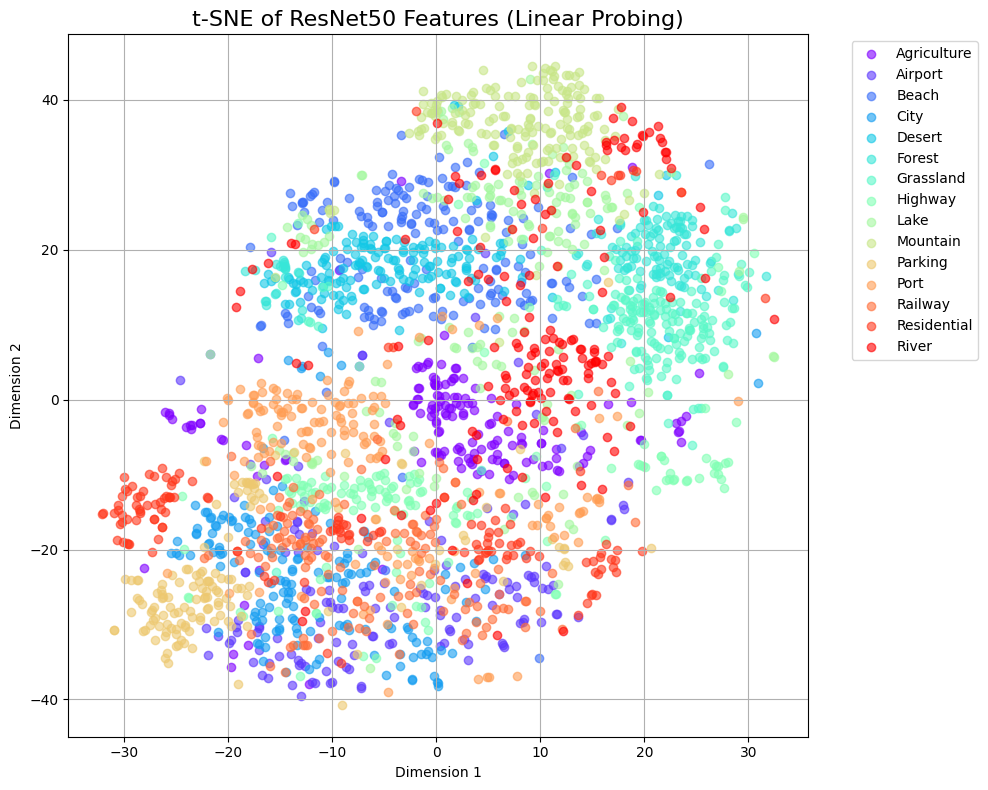 t-SNE of ResNet50 Features (Linear Probing)
40
20
0
−20
−40
Dimension 2
−30
−20
−10
0
10
20
30
Dimension 1
Agriculture
Airport
Beach
City
Desert
Forest
Grassland
Highway
Lake
Mountain
Parking
Port
Railway
Residential
River